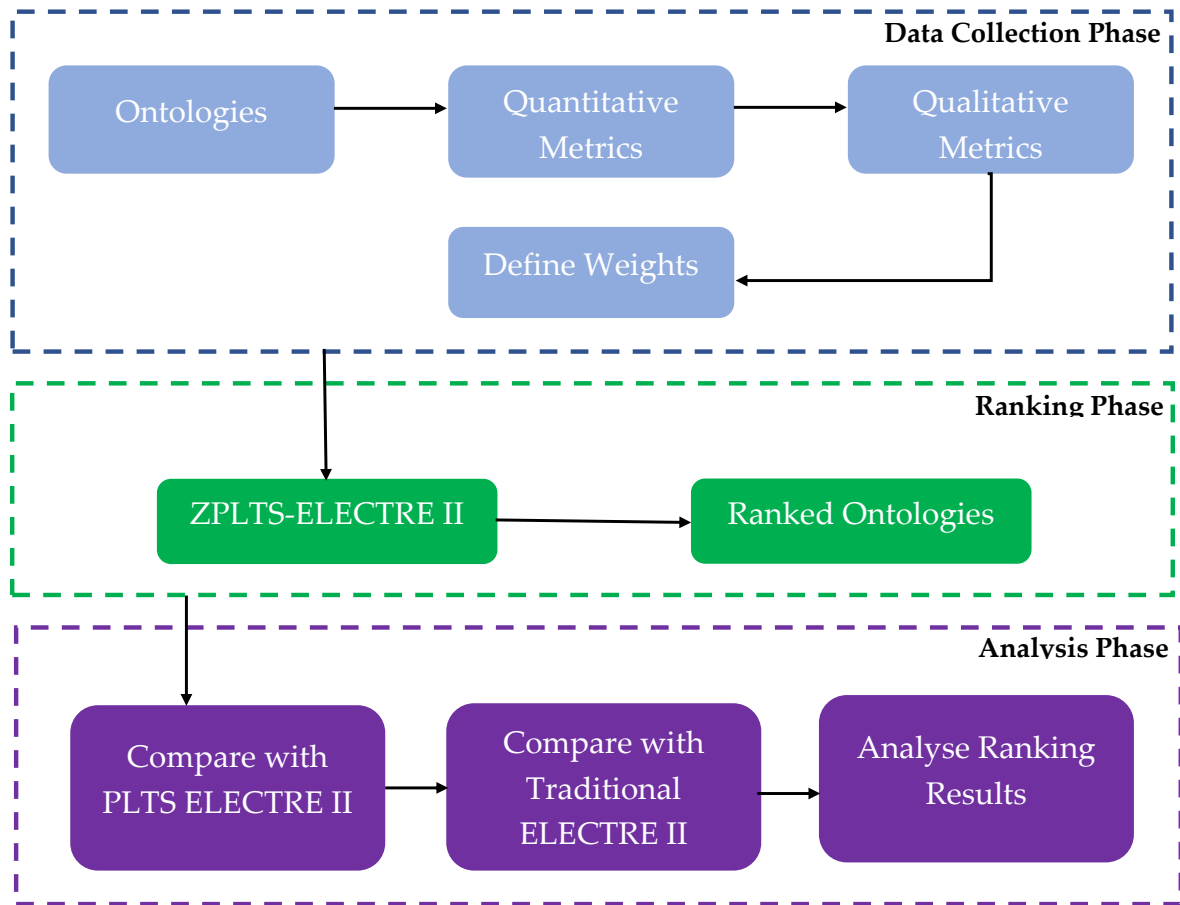 Data Collection Phase
Ontologies
Quantitative
Metrics
Qualitative
Metrics
Define Weights
Ranking Phase
ZPLTS-ELECTRE II
Ranked Ontologies
Analysis Phase
Compare with
PLTS ELECTRE II
Compare with
Traditional
ELECTRE II
Analyse Ranking
Results